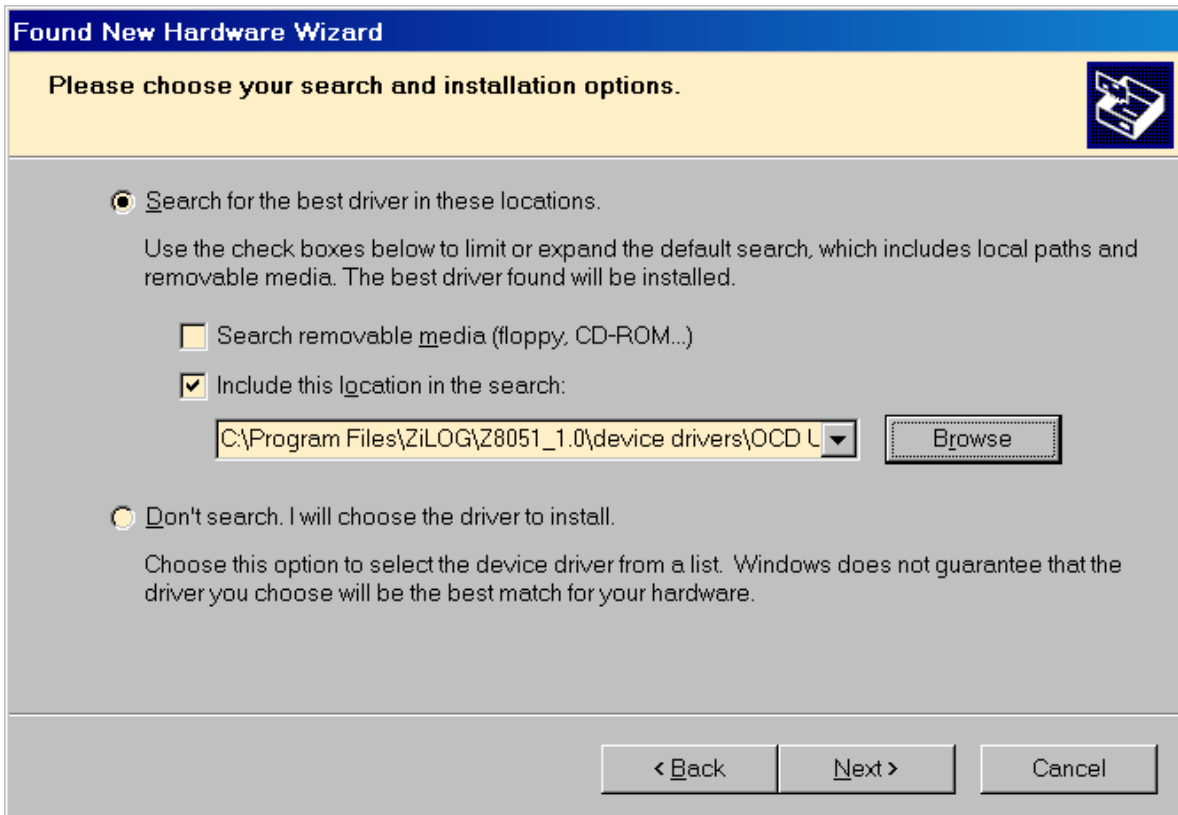 Found New Hardware Wizard
Please choose your search and installation options.
Search for the best driver in these locations.
Use the check boxes below to limit or expand the default search, which includes local paths and
removable media. The best driver found will be installed.
Search removable media (floppy, CD-ROM...)
Include this location in the search:
C:\Program Files\ZiLOG\Z8051_1.0\device drivers\OCD U
Browse
Don't search. I will choose the driver to install.
Choose this option to select the device driver from a list. Windows does not guarantee that the
driver you choose will be the best match for your hardware.
< Back Next > Cancel